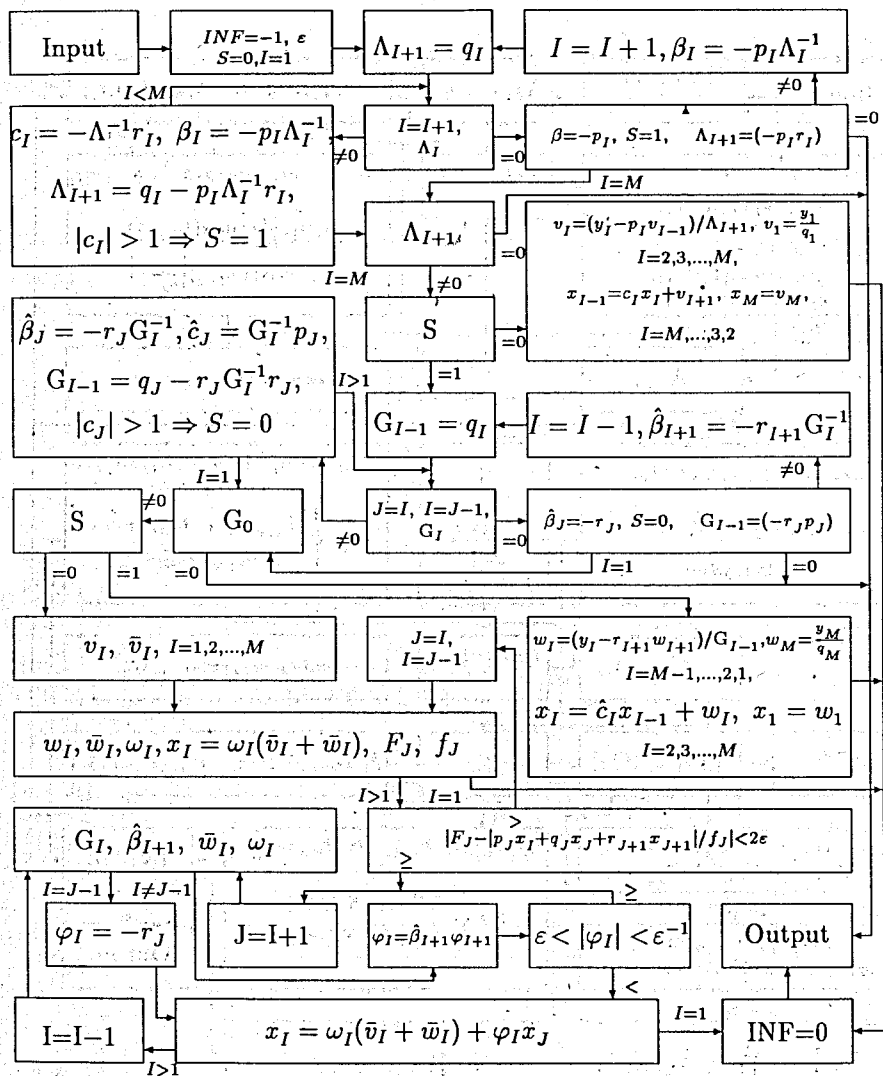 Input
INF=-1, ε
S=0,I=1
Λ_{I+1} = q_I
I = I + 1, β_I = -p_I Λ_I^{-1}
I<M
≠0
=0
c_I = -Λ^{-1} r_I, β_I = -p_I Λ_I^{-1},
Λ_{I+1} = q_I - p_I Λ_I^{-1} r_I,
|c_I| > 1 ⇒ S = 1
≠0
I=I+1,
Λ_I
=0
β=-p_I, S=1, Λ_{I+1}=(-p_I r_I)
I=M
Λ_{I+1}
=0
I=M
≠0
v_I=(y_I-p_I v_{I-1})/Λ_{I+1}, v_1=y_1/q_1
I=2,3,...,M,
x_{I-1}=c_I x_I+v_{I+1}, x_M=v_M,
I=M,...,3,2
β̂_J = -r_J G_I^{-1}, ĉ_J = G_I^{-1} p_J,
G_{I-1} = q_J - r_J G_I^{-1} r_J,
|c_J| > 1 ⇒ S = 0
I>1
S
=0
=1
G_{I-1} = q_I
I = I - 1, β̂_{I+1} = -r_{I+1} G_I^{-1}
I=1
≠0
S
≠0
G_0
≠0
J=I, I=J-1,
G_I
=0
β̂_J=-r_J, S=0, G_{I-1}=(-r_J p_J)
=0
=1
=0
I=1
=0
v_I, v̄_I, I=1,2,...,M
J=I,
I=J-1
w_I=(y_I-r_{I+1}w_{I+1})/G_{I-1}, w_M=y_M/q_M
I=M-1,...,2,1,
x_I = ĉ_I x_{I-1} + w_I, x_1 = w_1
I=2,3,...,M
w_I, w̄_I, ω_I, x_I = ω_I(v̄_I + w̄_I), F_J, f_J
I>1
I=1
G_I, β̂_{I+1}, w̄_I, ω_I
>
|F_J-|p_J x_I+q_J x_J+r_{J+1} x_{J+1}|/f_J|<2ε
≥
I=J-1
I≠J-1
≥
φ_I = -r_J
J=I+1
φ_I=β̂_{I+1}φ_{I+1}
ε < |φ_I| < ε^{-1}
Output
<
I=I-1
x_I = ω_I(v̄_I + w̄_I) + φ_I x_J
I=1
INF=0
I>1